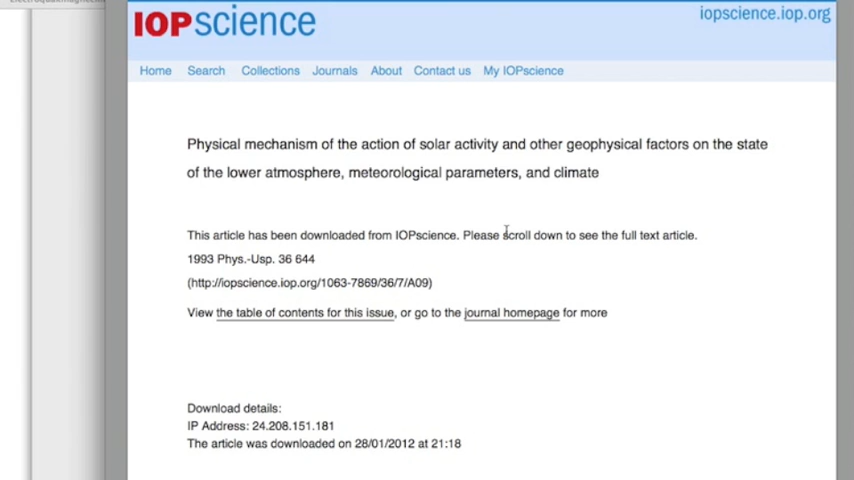 IOPscience
iopscience.iop.org
Home Search Collections Journals About Contact us My IOPscience
Physical mechanism of the action of solar activity and other geophysical factors on the state
of the lower atmosphere, meteorological parameters, and climate
This article has been downloaded from IOPscience. Please scroll down to see the full text article.
1993 Phys.-Usp. 36 644
(http://iopscience.iop.org/1063-7869/36/7/A09)
View the table of contents for this issue, or go to the journal homepage for more
Download details:
IP Address: 24.208.151.181
The article was downloaded on 28/01/2012 at 21:18